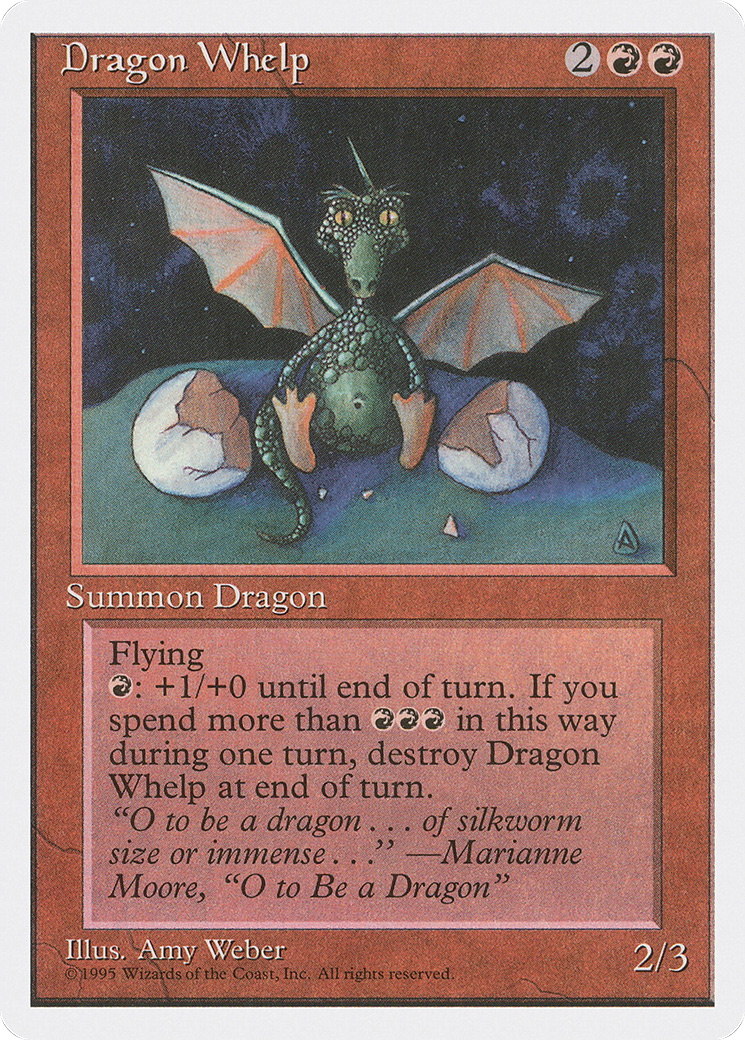 Dragon Whelp 2
Summon Dragon
Flying
: +1/+0 until end of turn. If you
spend more than in this way
during one turn, destroy Dragon
Whelp at end of turn.
“O to be a dragon . . . of silkworm
size or immense . . .” —Marianne
Moore, “O to Be a Dragon”
Illus. Amy Weber
©1995 Wizards of the Coast, Inc. All rights reserved.
2/3